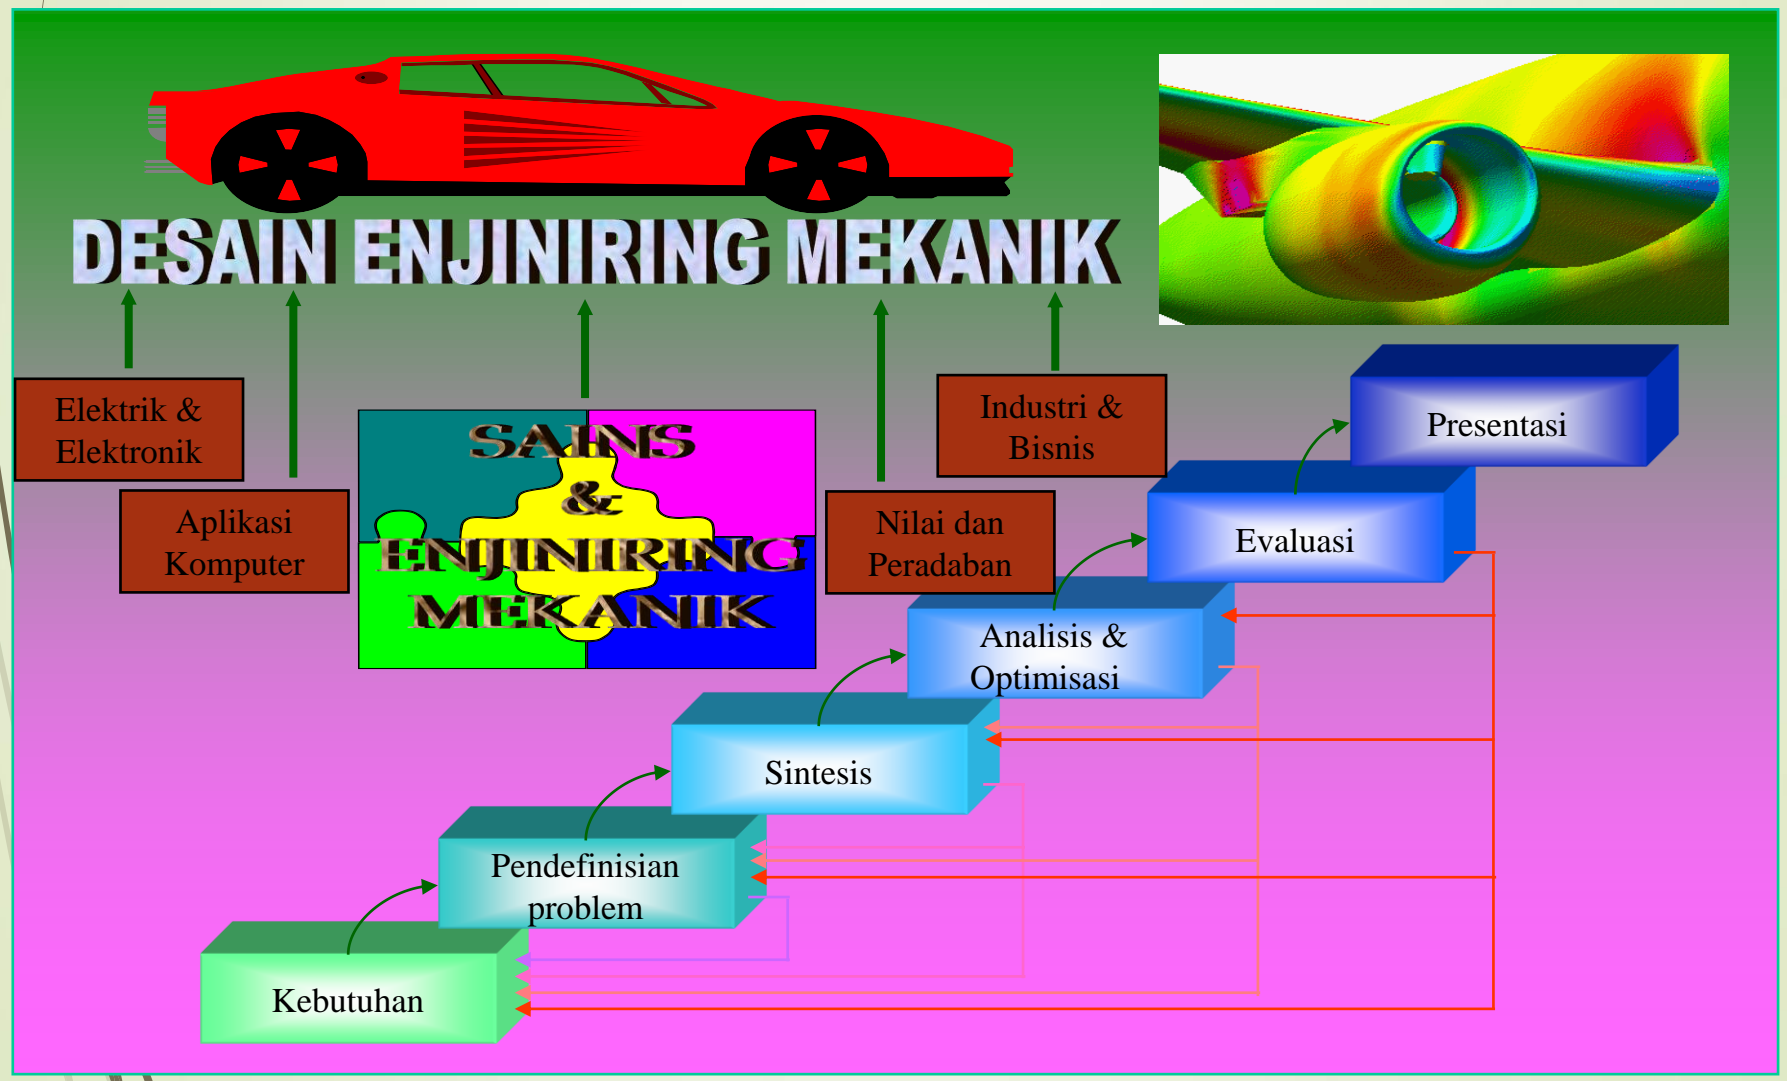 DESAIN ENJINIRING MEKANIK
Elektrik &
Elektronik
Aplikasi
Komputer
SAINS
&
ENJINIRING
MEKANIK
Nilai dan
Peradaban
Industri &
Bisnis
Presentasi
Evaluasi
Analisis &
Optimisasi
Sintesis
Pendefinisian
problem
Kebutuhan